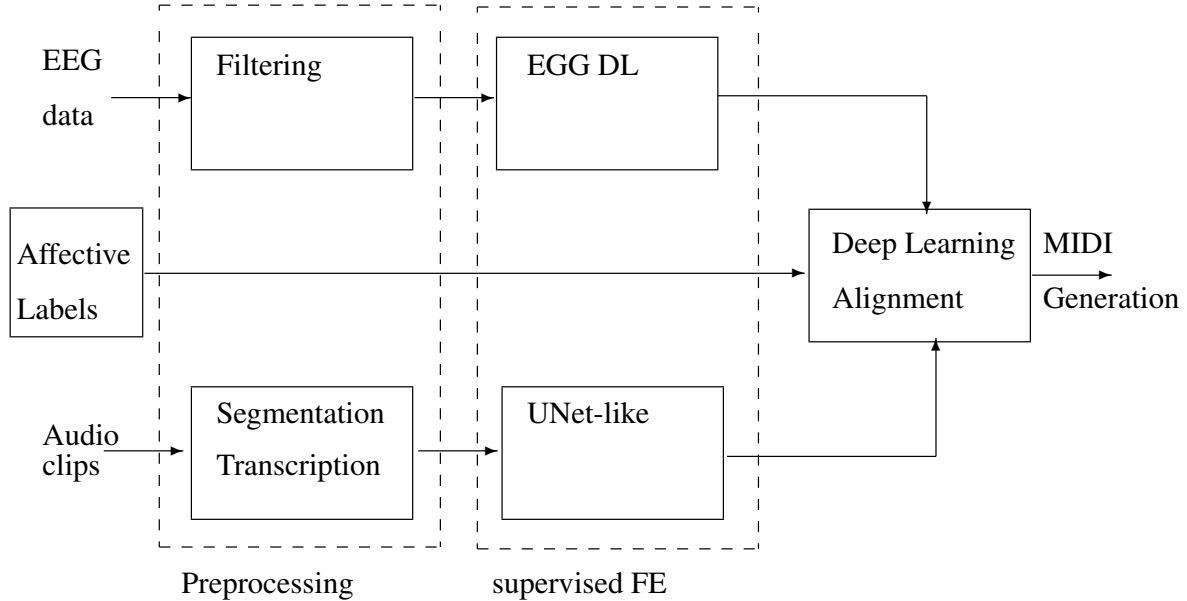 EEG
data
Filtering
EGG DL
Affective
Labels
Deep Learning
Alignment
MIDI
Generation
Audio
clips
Segmentation
Transcription
UNet-like
Preprocessing
supervised FE